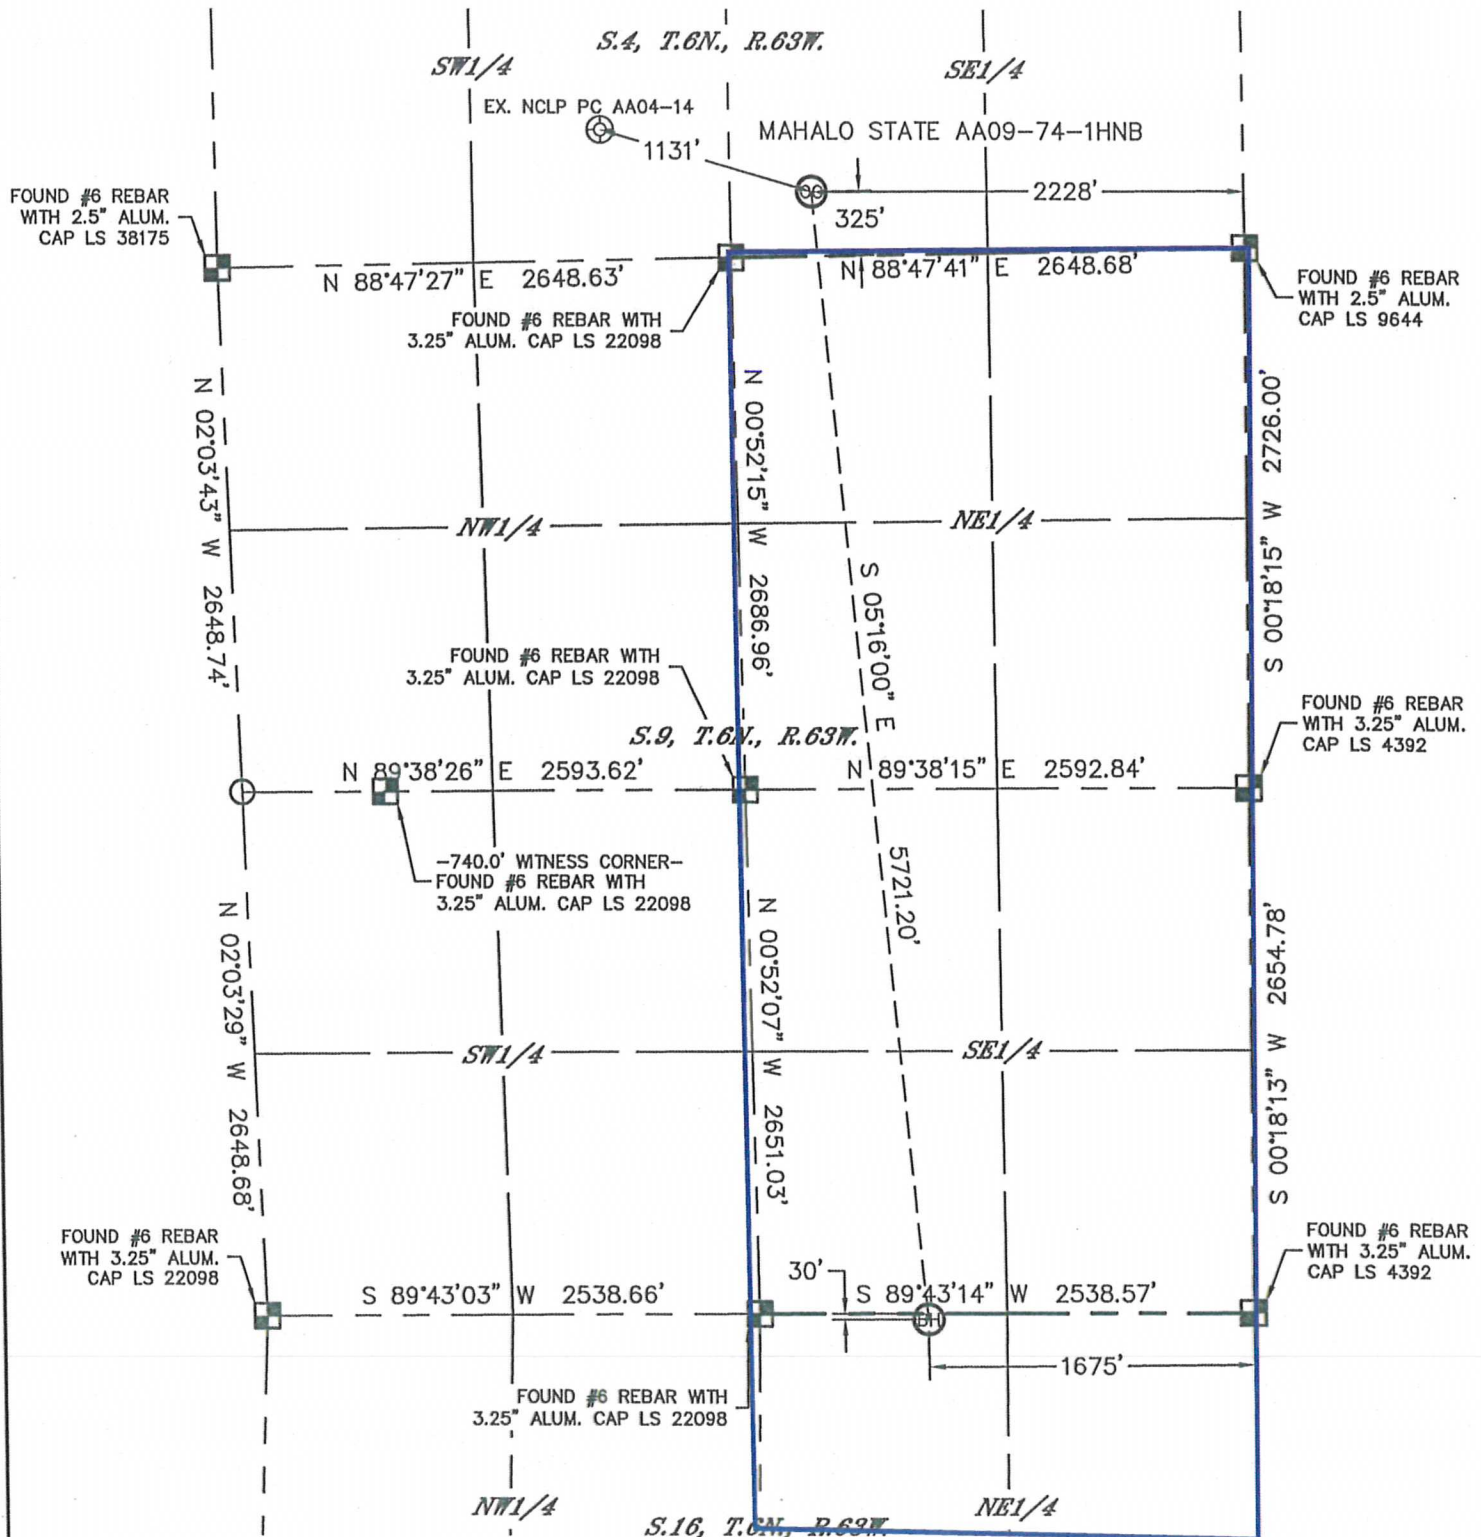 S.4, T.6N., R.63W.
SW1/4
SE1/4
EX. NCLP PC AA04-14
MAHALO STATE AA09-74-1HNB
1131'
2228'
325'
FOUND #6 REBAR
WITH 2.5" ALUM.
CAP LS 38175
N 88°47'27" E 2648.63'
N 88°47'41" E 2648.68'
FOUND #6 REBAR
WITH 2.5" ALUM.
CAP LS 9644
FOUND #6 REBAR WITH
3.25" ALUM. CAP LS 22098
N 02°03'43" W 2648.74'
N 00°52'15" W 2686.96'
S 00°18'15" W 2726.00'
NW1/4
NE1/4
S 05°16'00" E 5721.20'
FOUND #6 REBAR WITH
3.25" ALUM. CAP LS 22098
S.9, T.6N., R.63W.
FOUND #6 REBAR
WITH 3.25" ALUM.
CAP LS 4392
N 89°38'26" E 2593.62'
N 89°38'15" E 2592.84'
-740.0' WITNESS CORNER-
FOUND #6 REBAR WITH
3.25" ALUM. CAP LS 22098
N 02°03'29" W 2648.68'
N 00°52'07" W 2651.03'
S 00°18'13" W 2654.78'
SW1/4
SE1/4
FOUND #6 REBAR
WITH 3.25" ALUM.
CAP LS 22098
30'
S 89°43'03" W 2538.66'
S 89°43'14" W 2538.57'
BH
FOUND #6 REBAR
WITH 3.25" ALUM.
CAP LS 4392
1675'
FOUND #6 REBAR WITH
3.25" ALUM. CAP LS 22098
NW1/4
NE1/4
S.16, T.6N., R.63W.